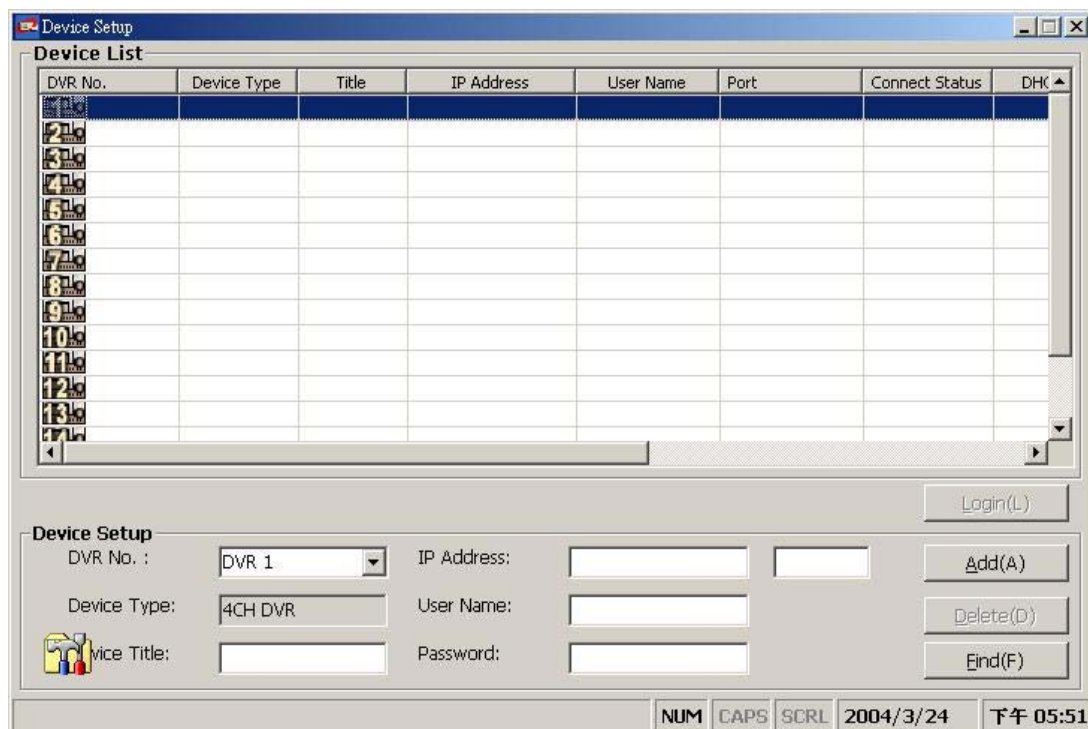 Device Setup
Device List
DVR No. Device Type Title IP Address User Name Port Connect Status DHC
1
2
3
4
5
6
7
8
9
10
11
12
13
14
Login(L)
Device Setup
DVR No. : DVR 1 IP Address: Add(A)
Device Type: 4CH DVR User Name: Delete(D)
vice Title: Password: Find(F)
NUM CAPS SCRL 2004/3/24 下午 05:51